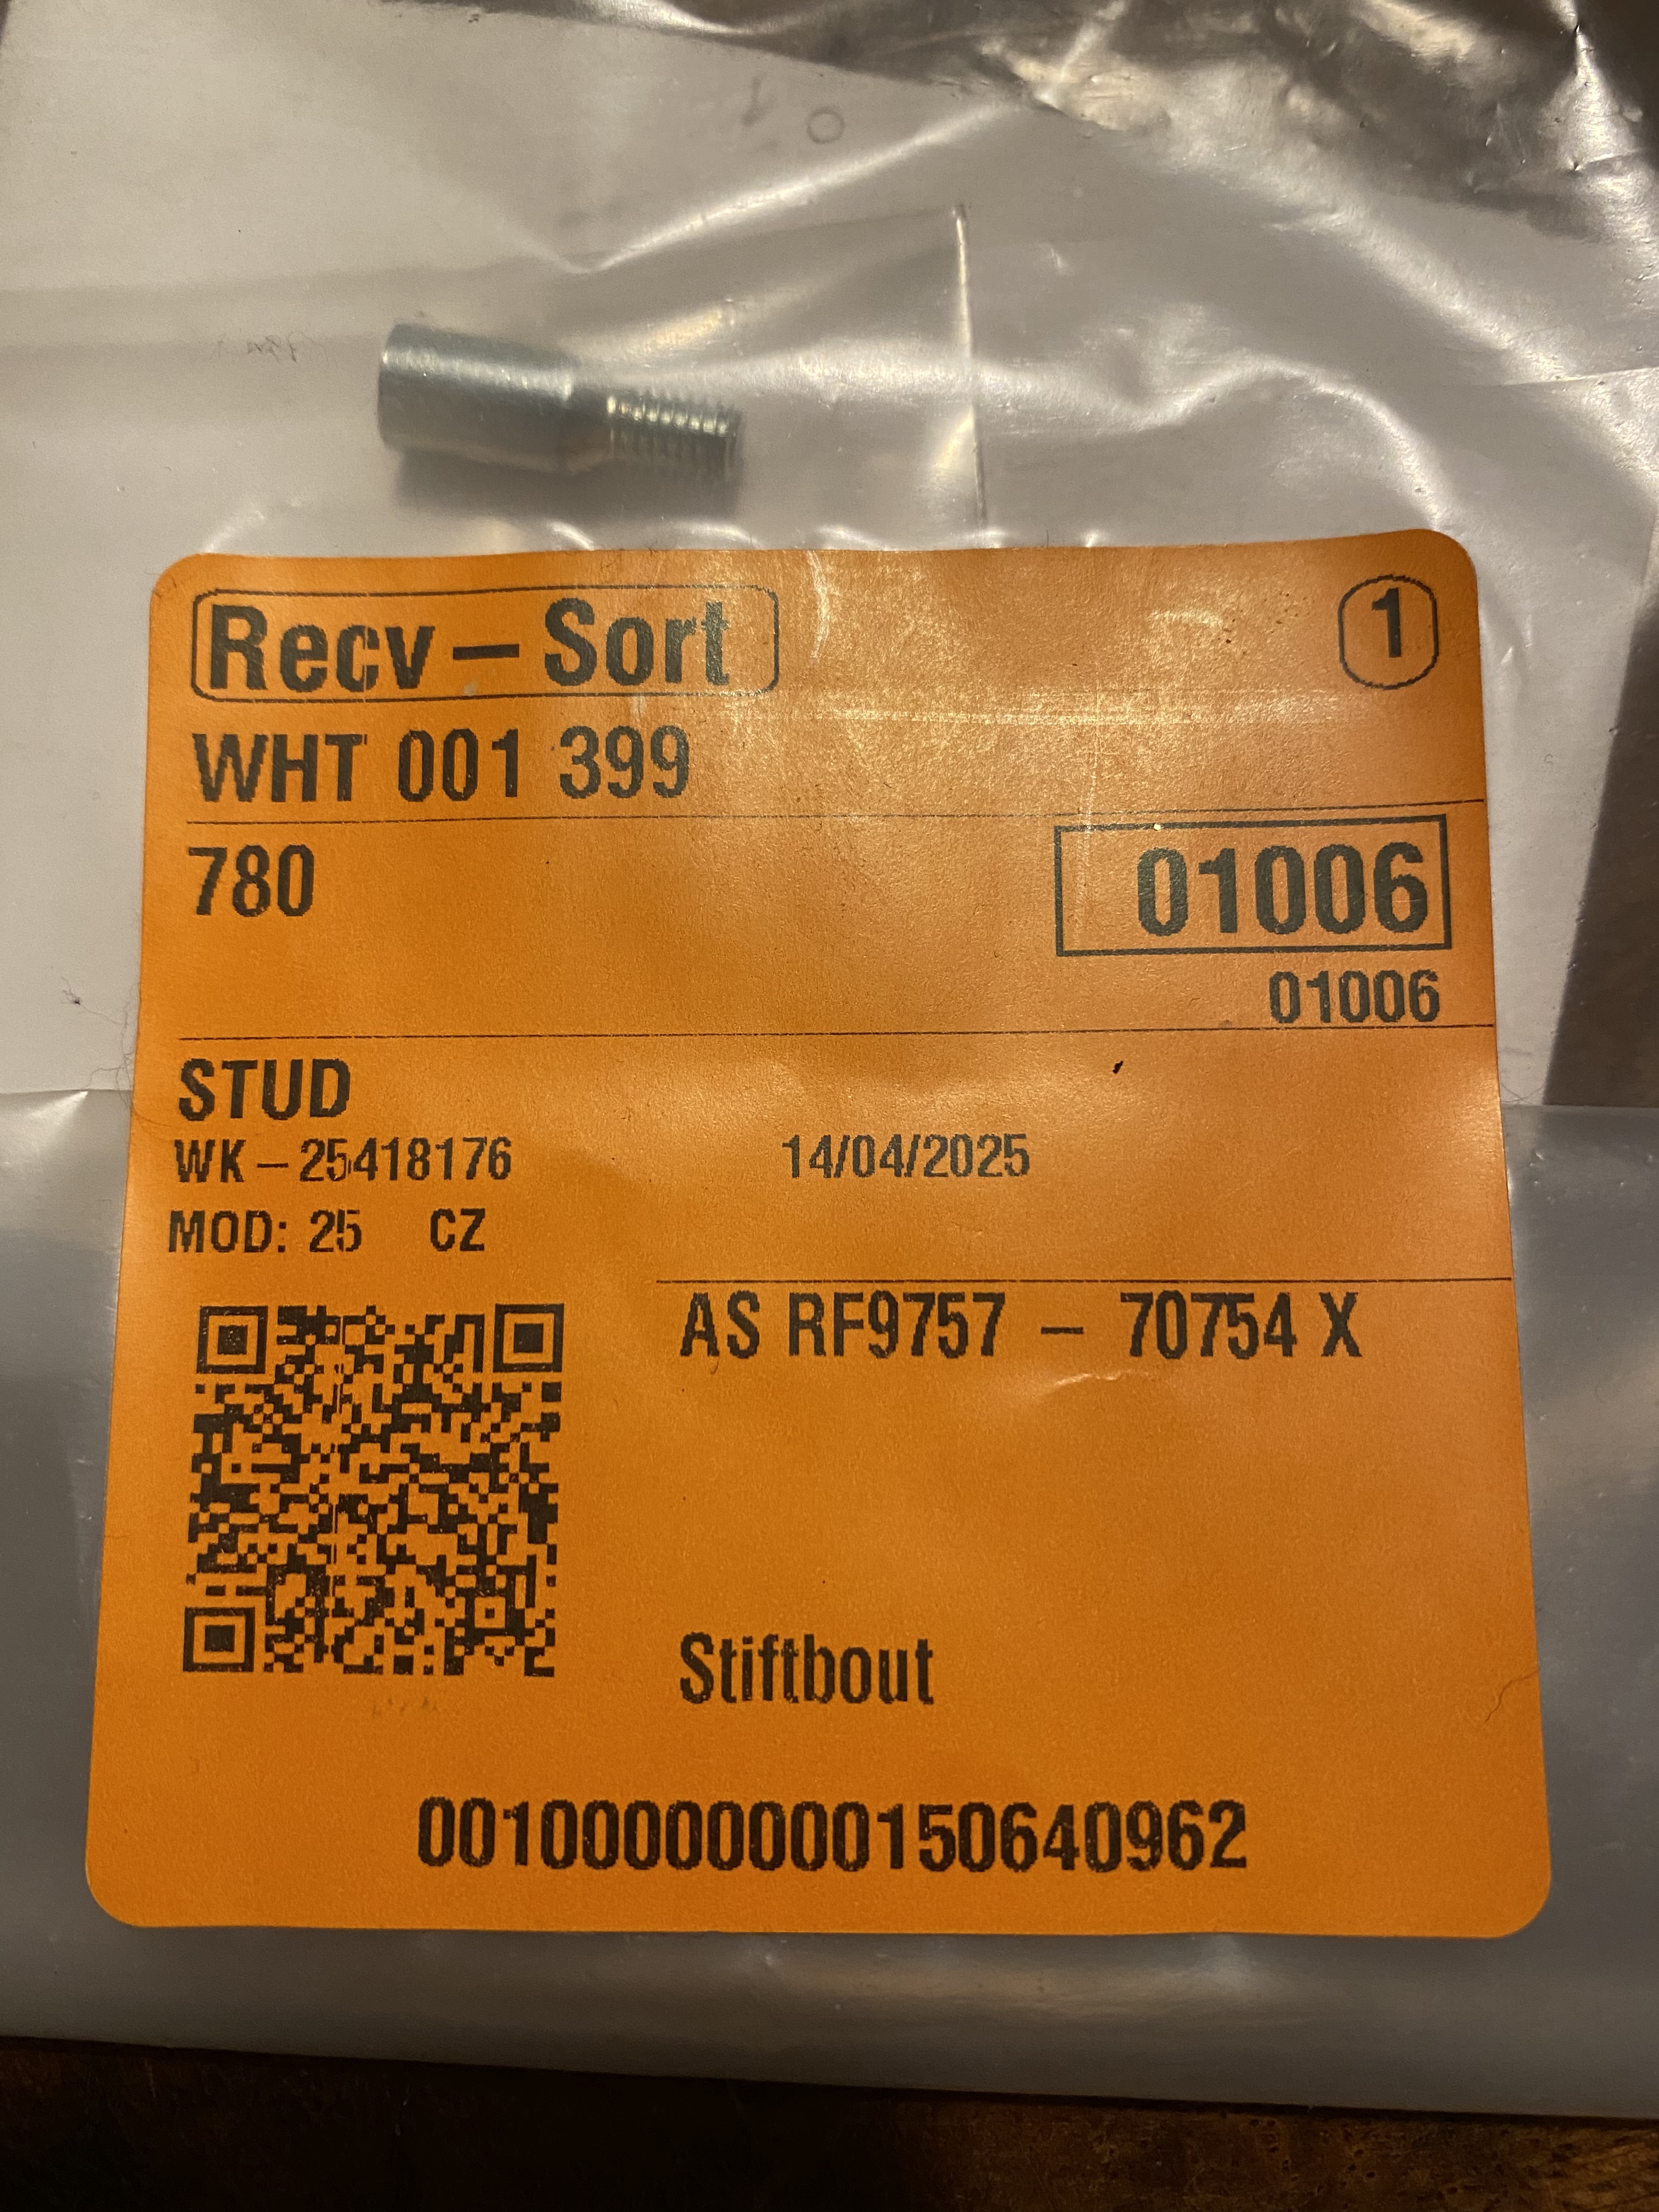 Recv – Sort
1
WHT 001 399
780
01006
01006
STUD
WK – 25418176
14/04/2025
MOD: 25 CZ
AS RF9757 – 70754 X
Stiftbout
00100000000150640962